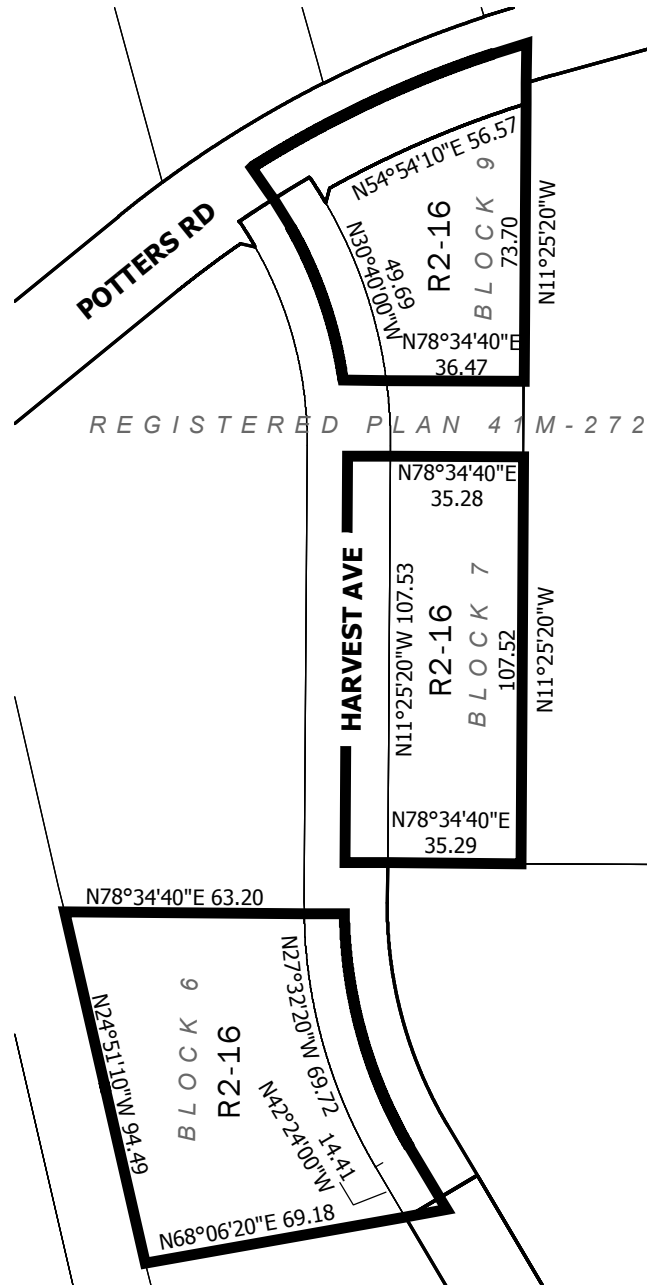 POTTERS RD
N54°54'10"E 56.57
N30°40'00"W
49.69
R2-16
BLOCK 9
73.70
N11°25'20"W
N78°34'40"E
36.47
REGISTERED PLAN 41M-272
N78°34'40"E
35.28
HARVEST AVE
N11°25'20"W 107.53
R2-16
BLOCK 7
107.52
N11°25'20"W
N78°34'40"E
35.29
N78°34'40"E 63.20
N24°51'10"W 94.49
BLOCK 6
R2-16
N27°32'20"W 69.72
N42°24'00"W
14.41
N68°06'20"E 69.18